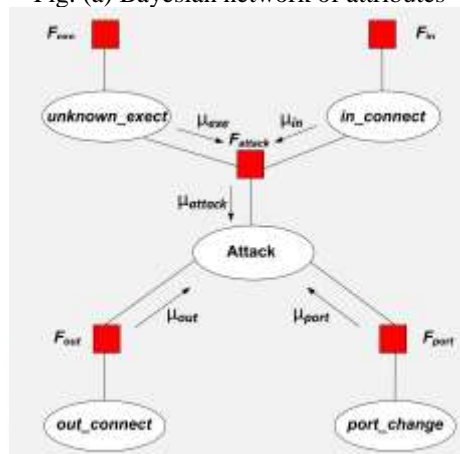 Fig. (a) Bayesian network of attributes
F_exe F_in
unknown_exect in_connect
μ_exe μ_in
F_attack
μ_attack
Attack
μ_out μ_port
F_out F_port
out_connect port_change